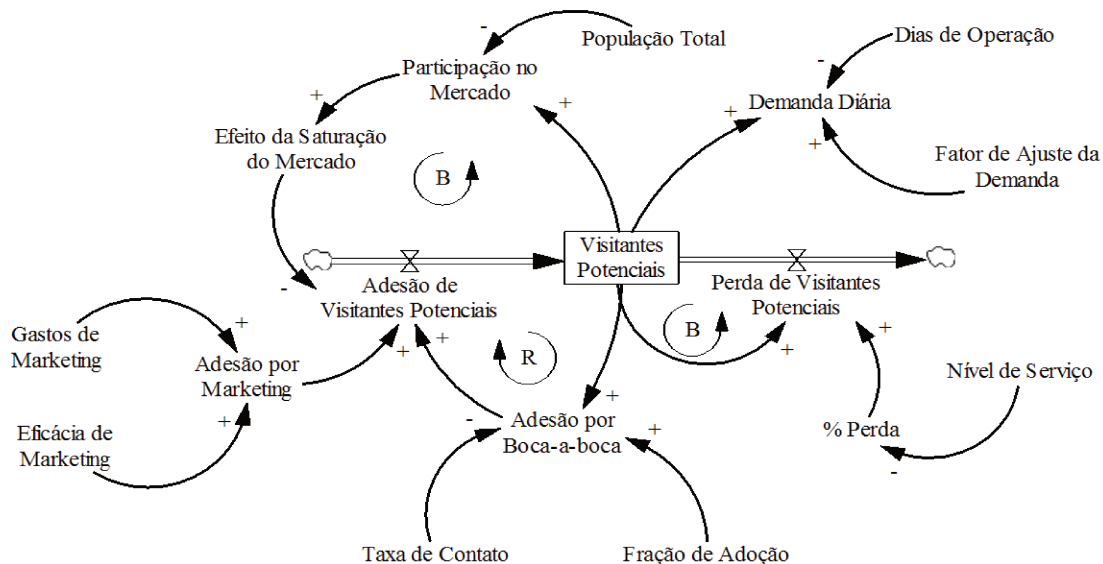 População Total
-
Dias de Operação
-
Participação no
Mercado
+
+
Demanda Diária
+
+
Efeito da Saturação
do Mercado
Fator de Ajuste da
Demanda
B
Visitantes
Potenciais
-
Adesão de
Visitantes Potenciais
Perda de Visitantes
Potenciais
B
+
+
Gastos de
Marketing
+
+
+
R
Adesão por
Marketing
Nível de Serviço
+
+
-
Adesão por
Boca-a-boca
+
% Perda
-
Eficácia de
Marketing
Taxa de Contato
Fração de Adoção